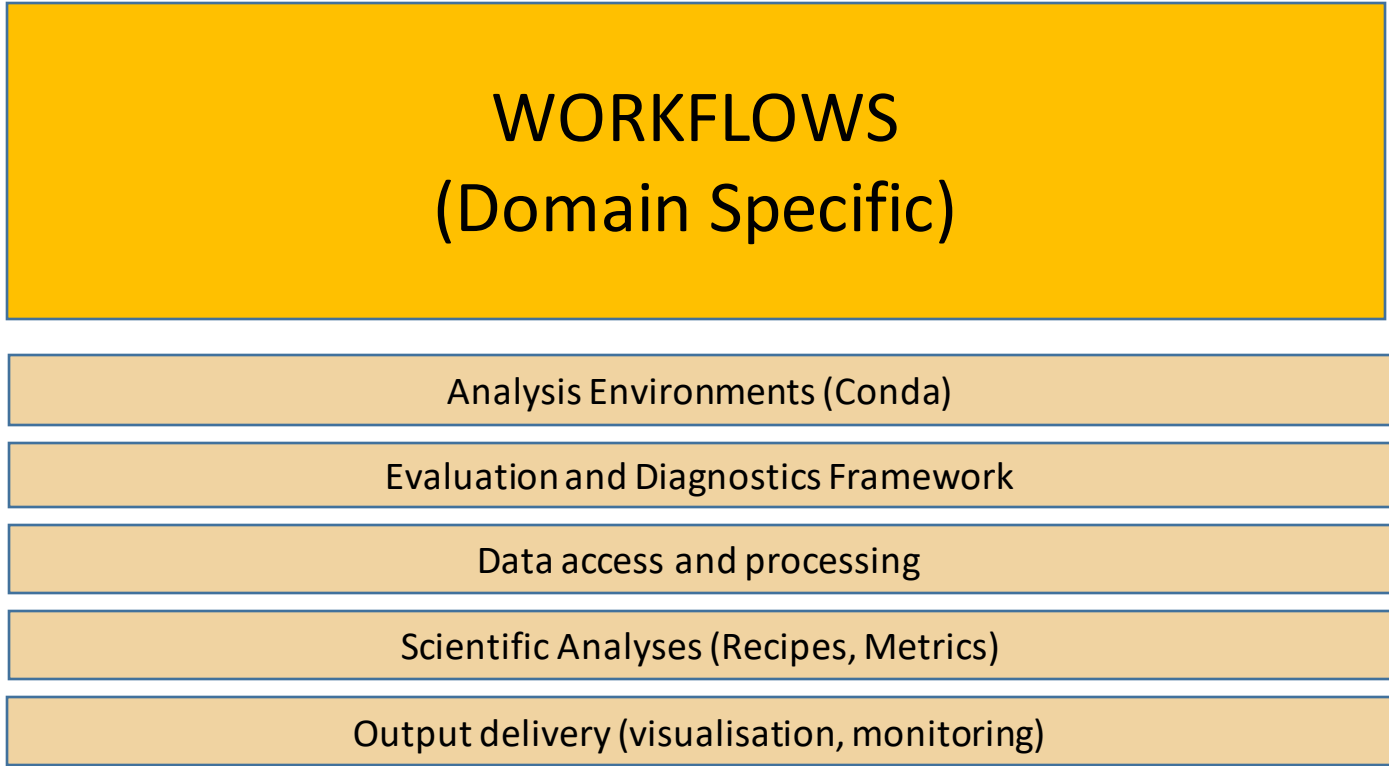 WORKFLOWS
(Domain Specific)
Analysis Environments (Conda)
Evaluation and Diagnostics Framework
Data access and processing
Scientific Analyses (Recipes, Metrics)
Output delivery (visualisation, monitoring)